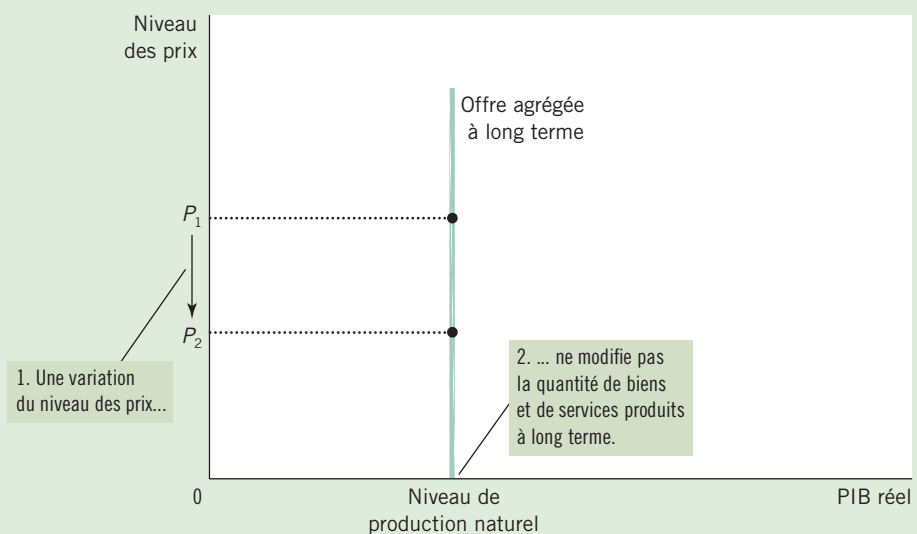 Niveau
des prix
Offre agrégée
à long terme
P1
P2
1. Une variation
du niveau des prix...
2. ... ne modifie pas
la quantité de biens
et de services produits
à long terme.
0
Niveau de
production naturel
PIB réel